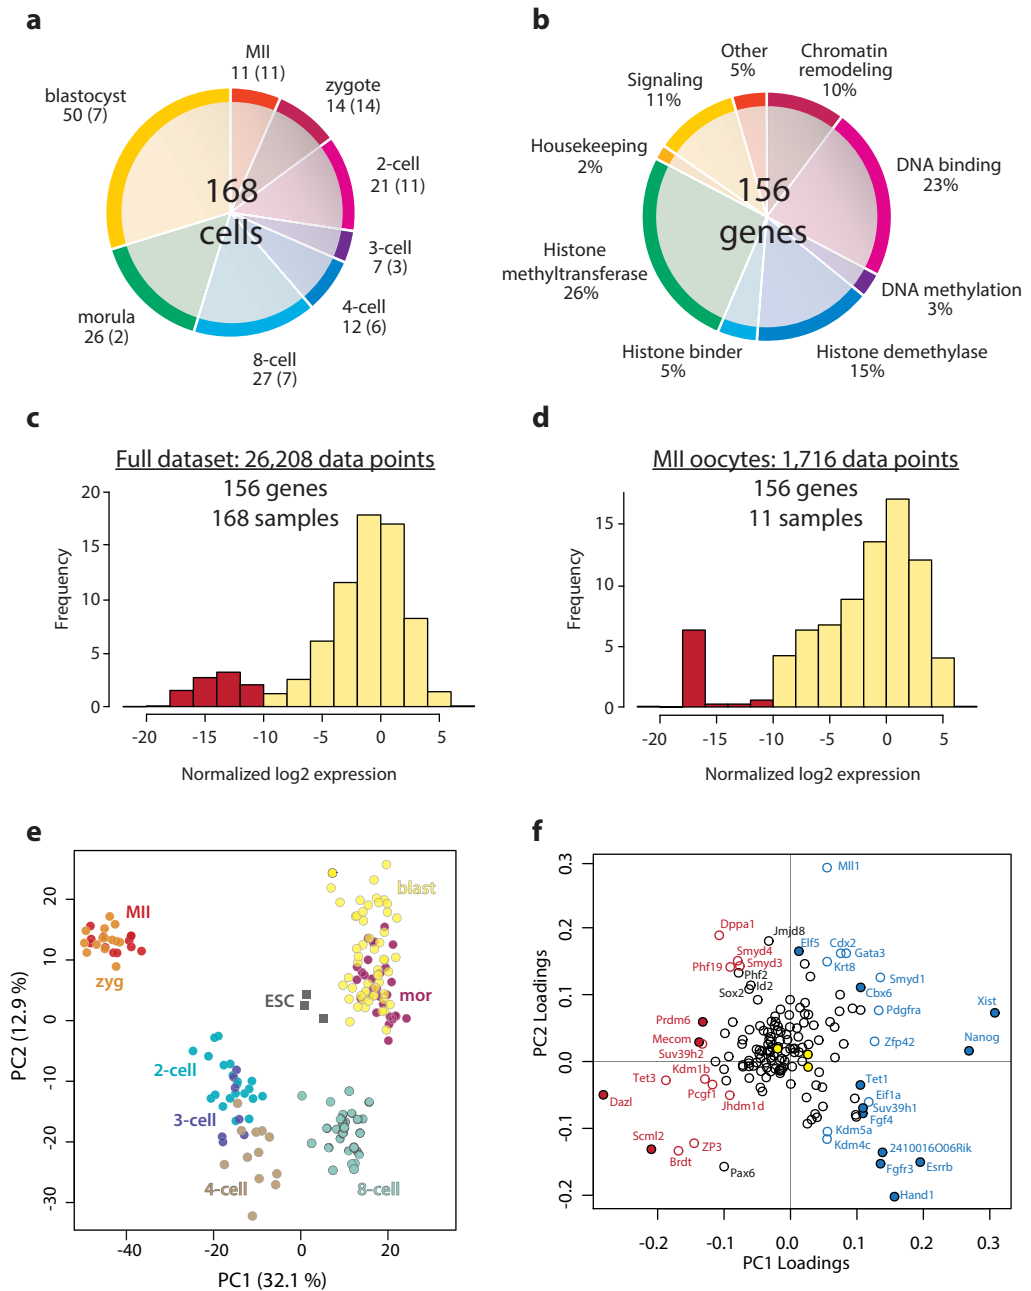 a
MII
11 (11)
zygote
14 (14)
2-cell
21 (11)
3-cell
7 (3)
4-cell
12 (6)
8-cell
27 (7)
morula
26 (2)
blastocyst
50 (7)
168
cells
b
Other
5%
Chromatin
remodeling
10%
Signaling
11%
Housekeeping
2%
DNA binding
23%
Histone
methyltransferase
26%
DNA methylation
3%
Histone binder
5%
Histone demethylase
15%
156
genes
c
Full dataset: 26,208 data points
156 genes
168 samples
Frequency
20
15
10
5
0
-20 -15 -10 -5 0 5
Normalized log2 expression
d
MII oocytes: 1,716 data points
156 genes
11 samples
Frequency
15
10
5
0
-20 -15 -10 -5 0 5
Normalized log2 expression
e
PC2 (12.9 %)
20
10
0
-10
-20
-30
MII
zyg
blast
mor
ESC
2-cell
3-cell
4-cell
8-cell
-40 -20 0 20
PC1 (32.1 %)
f
PC2 Loadings
0.3
0.2
0.1
0.0
-0.1
-0.2
Mll1
Dppa1
Jmjd8
Elf5
Cdx2
Gata3
Smyd4
Smyd3
Phf19
Phf2
Krt8
Smyd1
Sox2
Id2
Cbx6
Pdgfra
Xist
Prdm6
Mecom
Suv39h2
Zfp42
Nanog
Tet3
Kdm1b
Pcgf1
Jhdm1d
Dazl
Tet1
Eif1a
Suv39h1
Fgf4
Kdm5a
Kdm4c
Scml2
ZP3
Brdt
Pax6
2410016O06Rik
Fgfr3
Esrrb
Hand1
-0.2 -0.1 0.0 0.1 0.2 0.3
PC1 Loadings